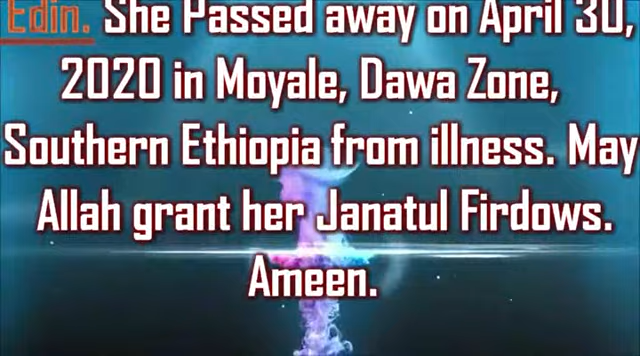 Edin. She Passed away on April 30,
2020 in Moyale, Dawa Zone,
Southern Ethiopia from illness. May
Allah grant her Janatul Firdows.
Ameen.